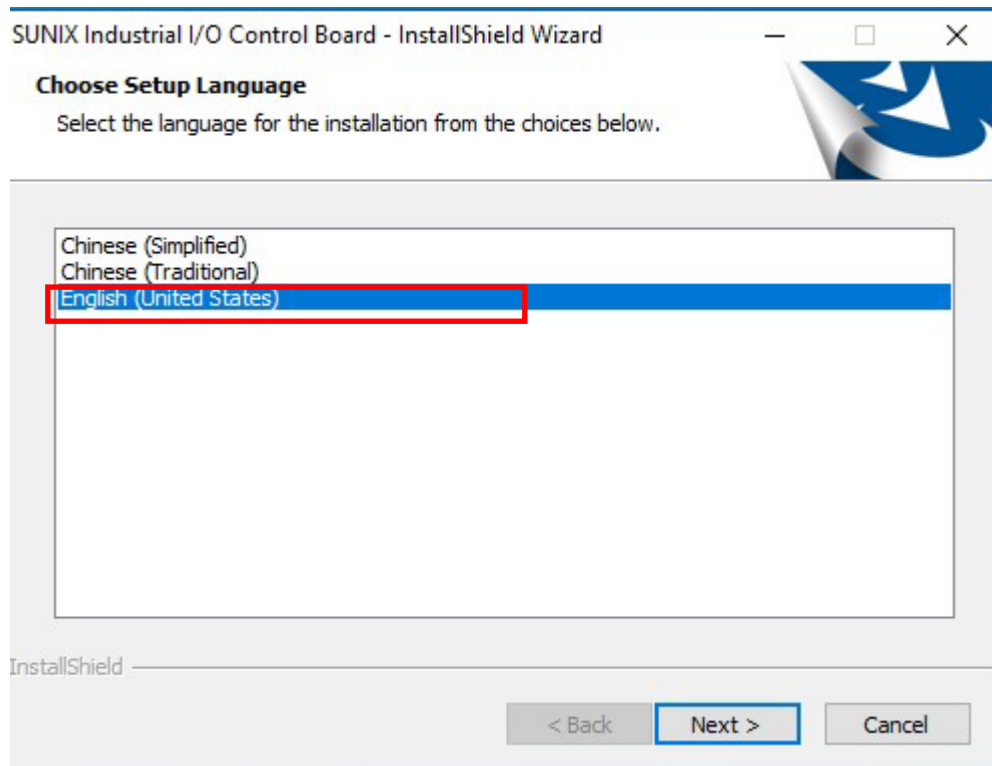 SUNIX Industrial I/O Control Board - InstallShield Wizard
Choose Setup Language
Select the language for the installation from the choices below.
Chinese (Simplified)
Chinese (Traditional)
English (United States)
InstallShield
< Back Next > Cancel